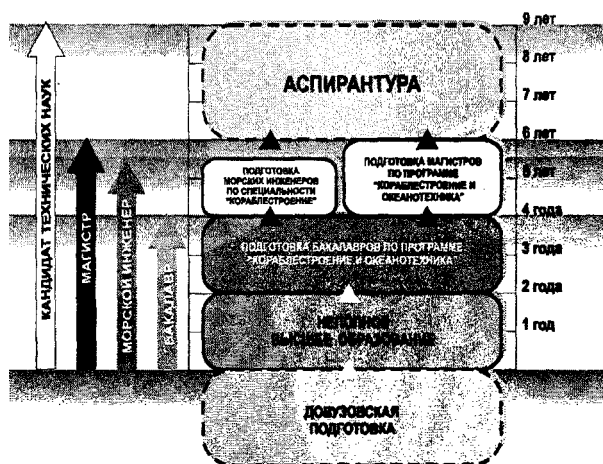 9 лет
8 лет
7 лет
6 лет
5 лет
4 года
3 года
2 года
1 год
АСПИРАНТУРА
ПОДГОТОВКА
МОРСКИХ ИНЖЕНЕРОВ
ПО СПЕЦИАЛЬНОСТИ
"КОРАБЛЕСТРОЕНИЕ"
ПОДГОТОВКА МАГИСТРОВ
ПО ПРОГРАММЕ
"КОРАБЛЕСТРОЕНИЕ И
ОКЕАНОТЕХНИКА"
ПОДГОТОВКА БАКАЛАВРОВ ПО ПРОГРАММЕ
"КОРАБЛЕСТРОЕНИЕ И ОКЕАНОТЕХНИКА"
НЕПОЛНОЕ
ВЫСШЕЕ ОБРАЗОВАНИЕ
ДОВУЗОВСКАЯ
ПОДГОТОВКА
КАНДИДАТ ТЕХНИЧЕСКИХ НАУК
МАГИСТР
МОРСКОЙ ИНЖЕНЕР
БАКАЛАВР